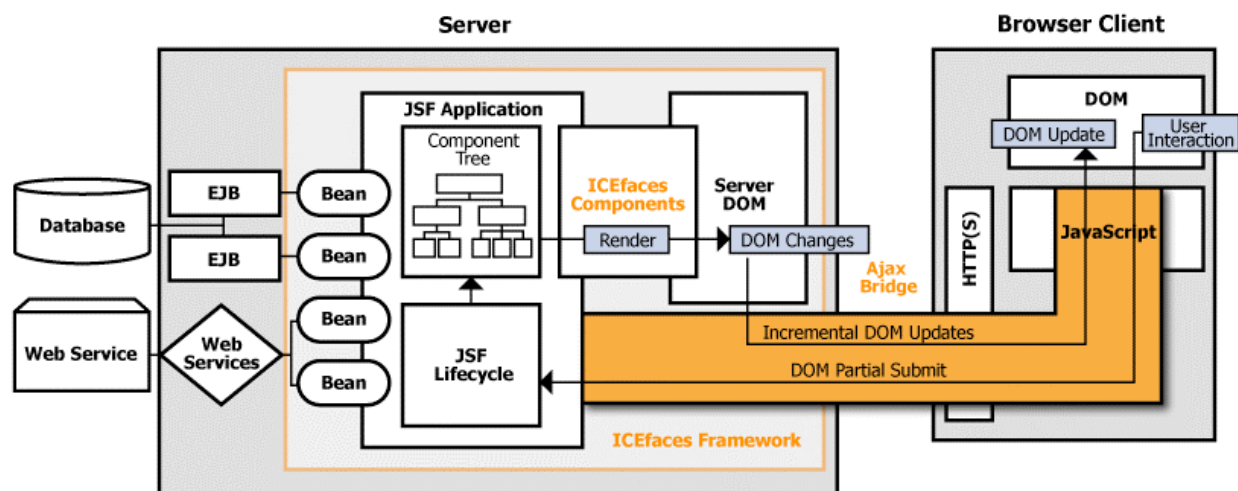 Server
Browser Client
JSF Application
Component
Tree
DOM
DOM Update
User
Interaction
EJB
Bean
ICEfaces
Components
Server
DOM
Database
Render
DOM Changes
EJB
Bean
JavaScript
HTTP(S)
Ajax
Bridge
Bean
Incremental DOM Updates
Web Service
Web
Services
JSF
Lifecycle
DOM Partial Submit
Bean
ICEfaces Framework